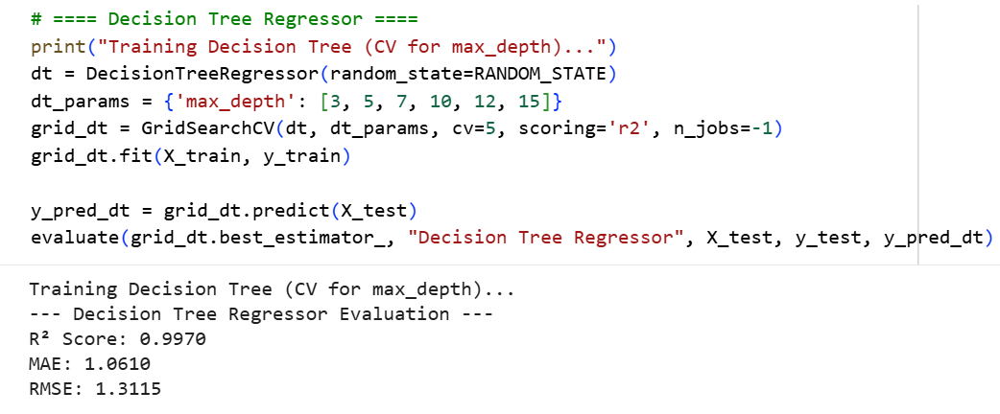 # ==== Decision Tree Regressor ====
print("Training Decision Tree (CV for max_depth)...")
dt = DecisionTreeRegressor(random_state=RANDOM_STATE)
dt_params = {'max_depth': [3, 5, 7, 10, 12, 15]}
grid_dt = GridSearchCV(dt, dt_params, cv=5, scoring='r2', n_jobs=-1)
grid_dt.fit(X_train, y_train)
y_pred_dt = grid_dt.predict(X_test)
evaluate(grid_dt.best_estimator_, "Decision Tree Regressor", X_test, y_test, y_pred_dt)
Training Decision Tree (CV for max_depth)...
--- Decision Tree Regressor Evaluation ---
R² Score: 0.9970
MAE: 1.0610
RMSE: 1.3115